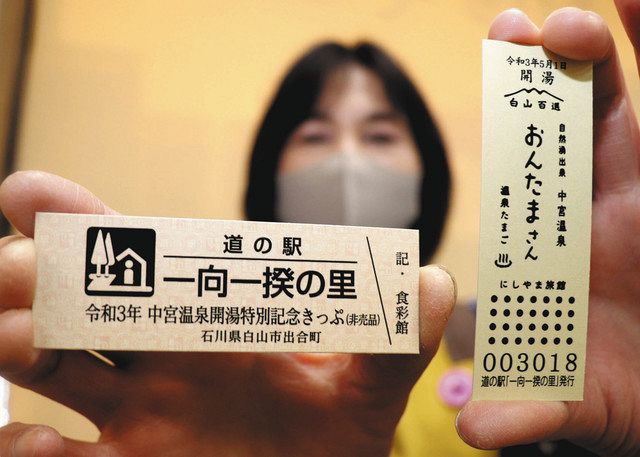 道の駅
一向一揆の里
令和3年 中宮温泉開湯特別記念きっぷ(非売品)
石川県白山市出合町
記・食彩館
令和3年5月1日
開湯
白山百選
自然湧出泉 中宮温泉
おんたまさん
温泉たまご
にしやま旅館
003018
道の駅「一向一揆の里」発行